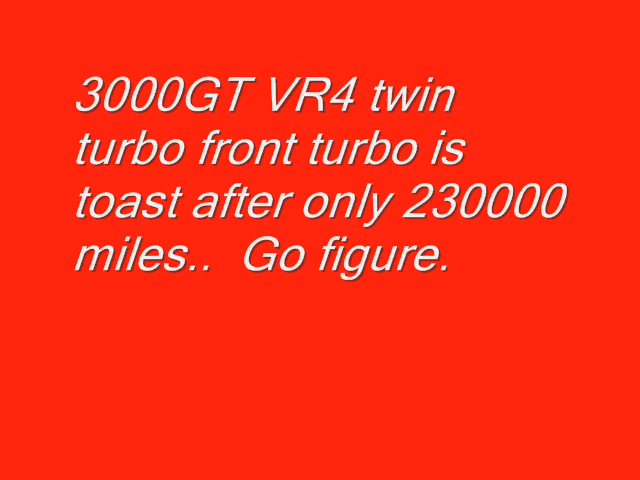 3000GT VR4 twin
turbo front turbo is
toast after only 230000
miles..  Go figure.